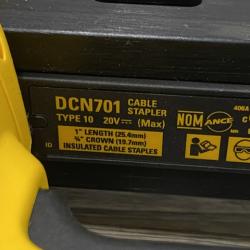 DCN701 CABLE STAPLER
TYPE 10 20V (Max)
1" LENGTH (25.4mm)
¾" CROWN (19.7mm)
INSULATED CABLE STAPLES
NOM ANCE
ID